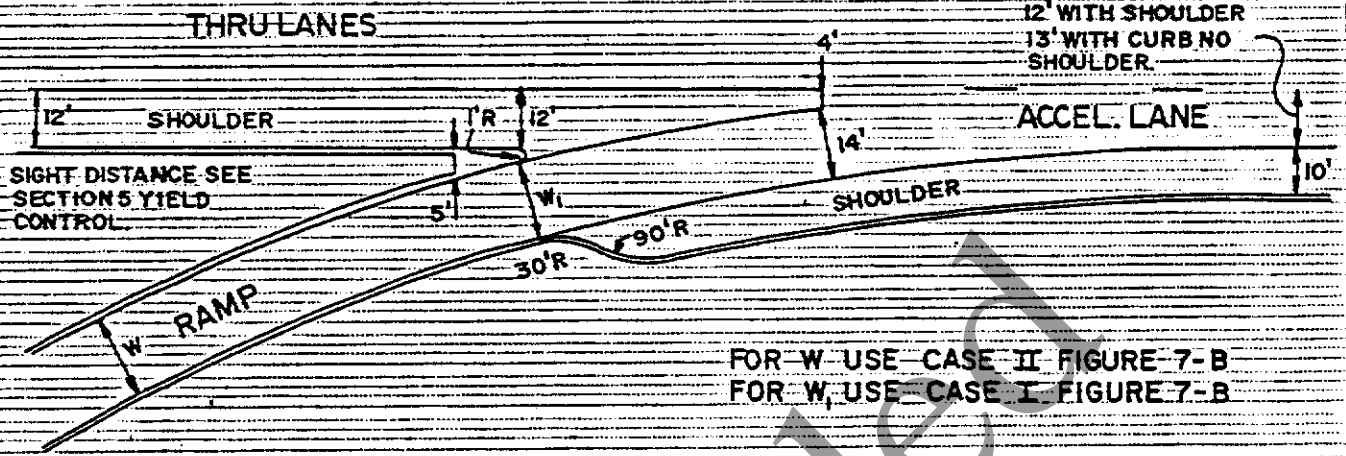 THRU LANES
12' WITH SHOULDER
13' WITH CURB NO
SHOULDER.
4'
12'
SHOULDER
1'R
12'
ACCEL. LANE
14'
SIGHT DISTANCE SEE
SECTION 5 YIELD
CONTROL.
5'
W₁
SHOULDER
10'
90'R
30'R
RAMP
W
FOR W USE CASE II FIGURE 7-B
FOR W₁ USE CASE I FIGURE 7-B